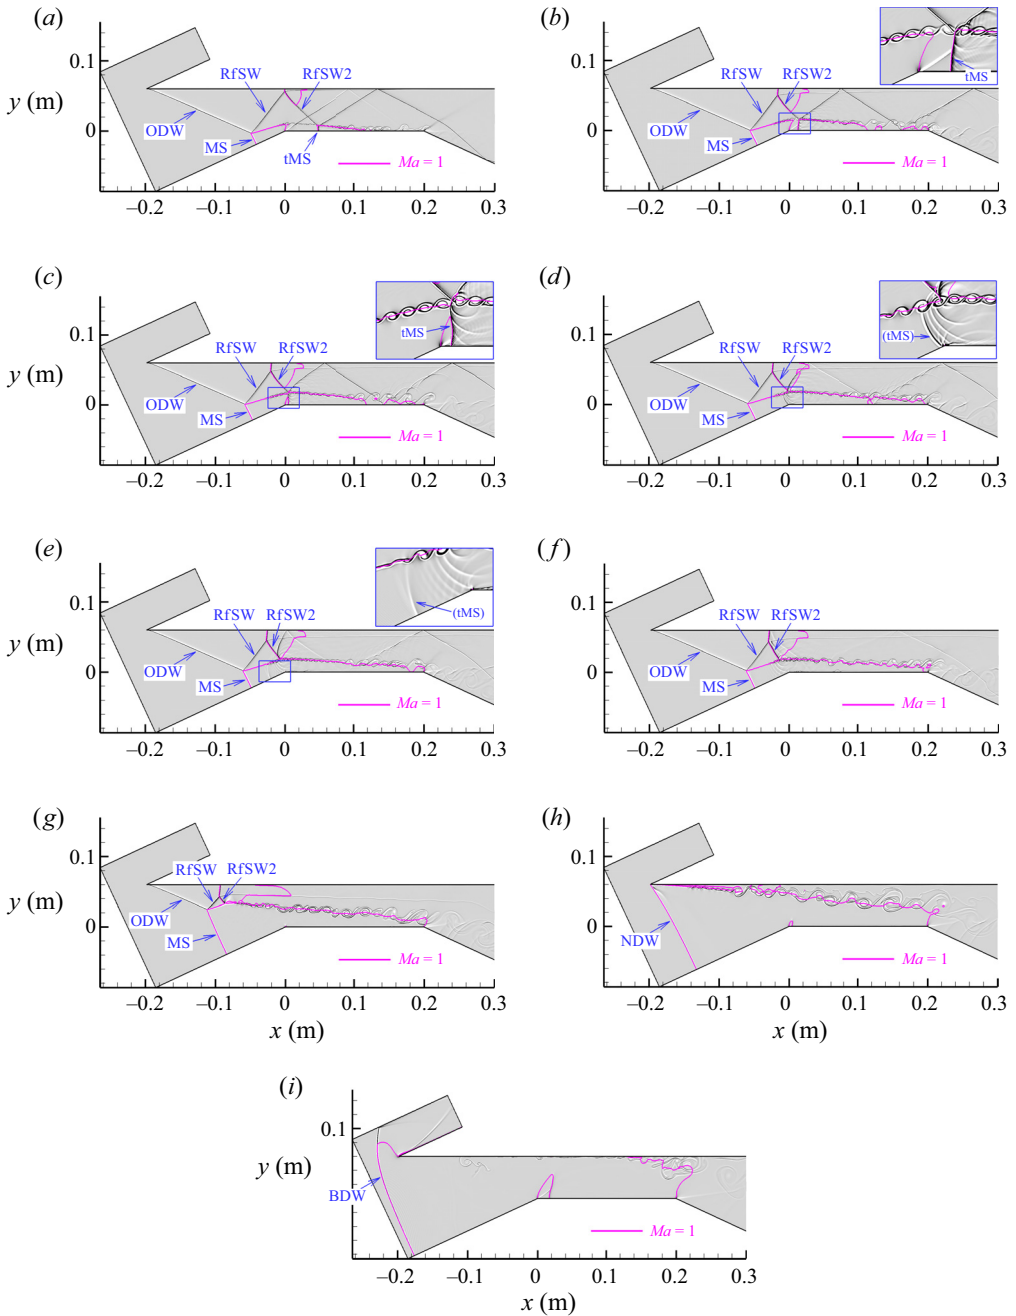 (a)
0.1
y (m)
0
RfSW
RfSW2
ODW
MS
tMS
Ma = 1
−0.2 −0.1 0 0.1 0.2 0.3
(b)
tMS
0.1
0
RfSW
RfSW2
ODW
MS
Ma = 1
−0.2 −0.1 0 0.1 0.2 0.3
(c)
tMS
0.1
y (m)
0
RfSW
RfSW2
ODW
MS
Ma = 1
−0.2 −0.1 0 0.1 0.2 0.3
(d)
(tMS)
0.1
0
RfSW
RfSW2
ODW
MS
Ma = 1
−0.2 −0.1 0 0.1 0.2 0.3
(e)
(tMS)
0.1
y (m)
0
RfSW
RfSW2
ODW
MS
Ma = 1
−0.2 −0.1 0 0.1 0.2 0.3
(f)
0.1
0
RfSW
RfSW2
ODW
MS
Ma = 1
−0.2 −0.1 0 0.1 0.2 0.3
(g)
0.1
y (m)
0
RfSW
RfSW2
ODW
MS
Ma = 1
−0.2 −0.1 0 0.1 0.2 0.3
x (m)
(h)
0.1
0
NDW
Ma = 1
−0.2 −0.1 0 0.1 0.2 0.3
x (m)
(i)
0.1
y (m)
BDW
Ma = 1
−0.2 −0.1 0 0.1 0.2 0.3
x (m)